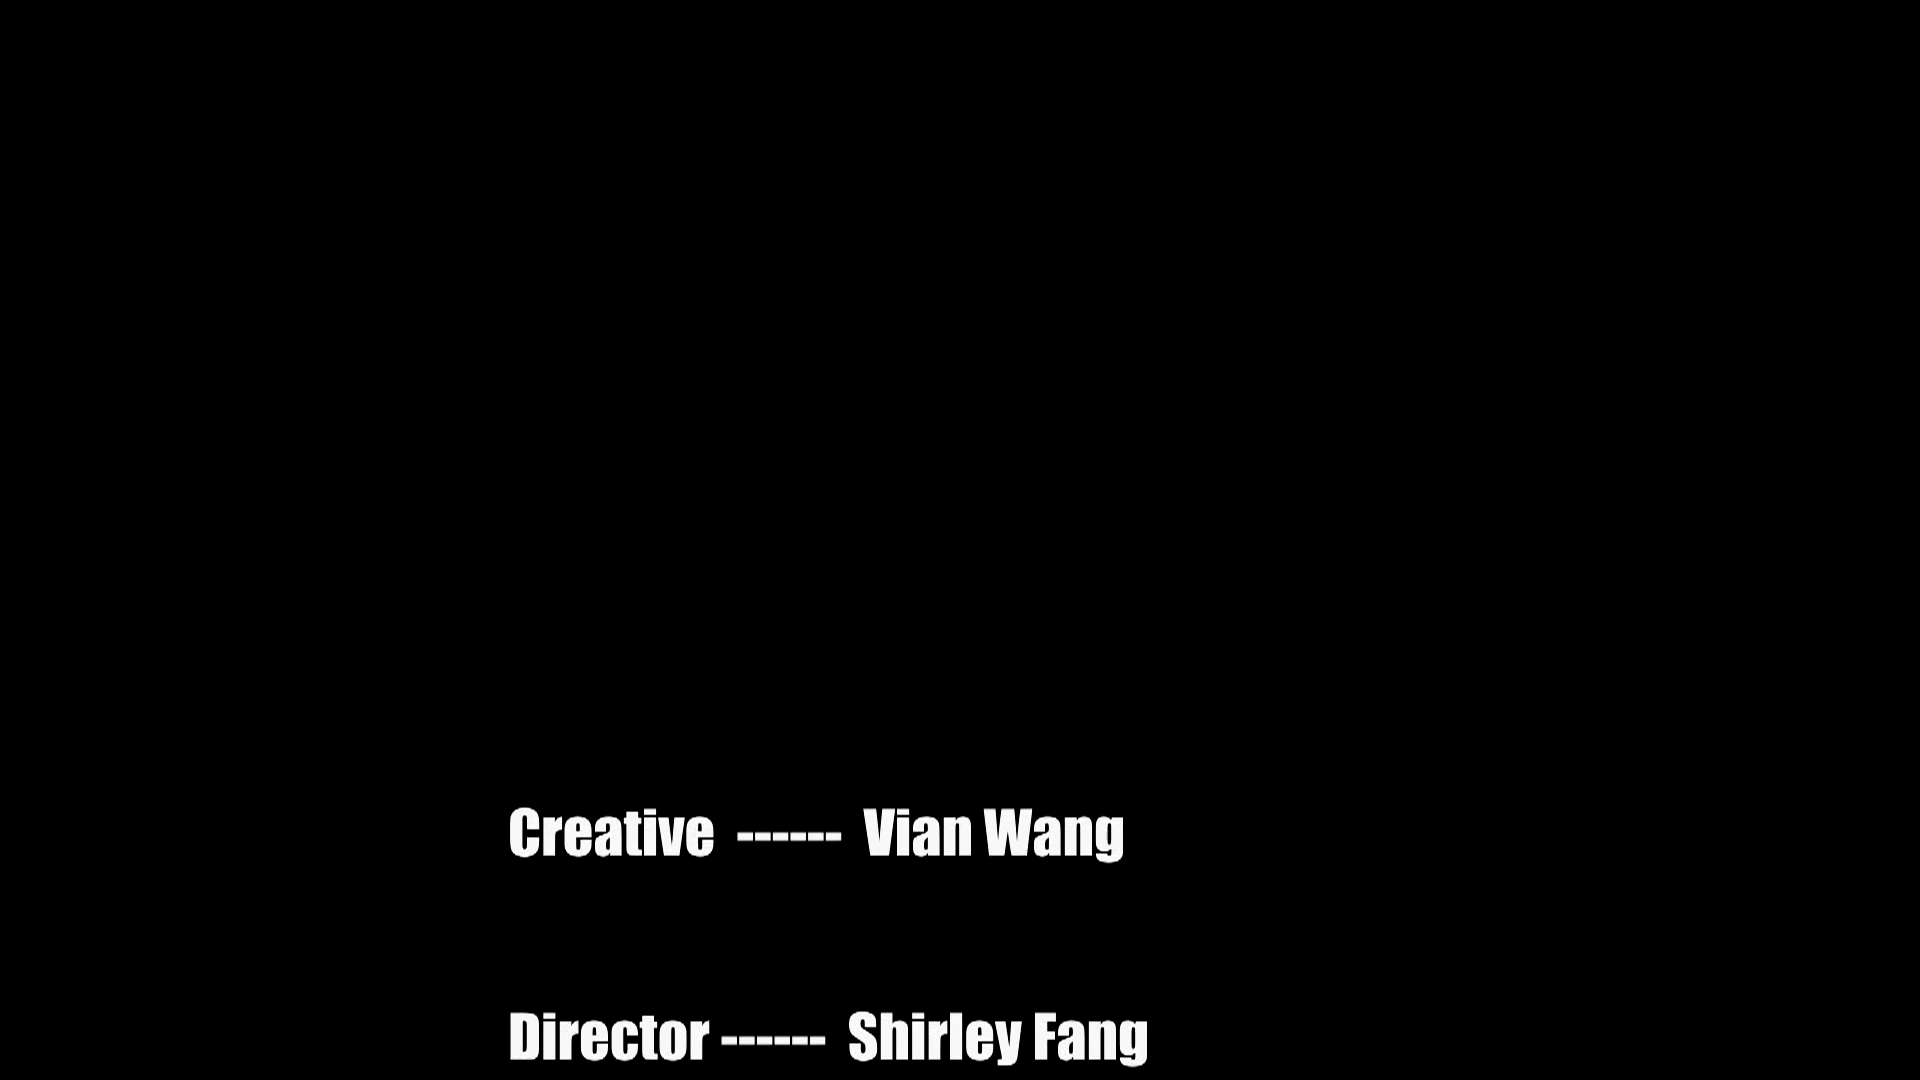 Creative ------ Vian Wang
Director ------ Shirley Fang